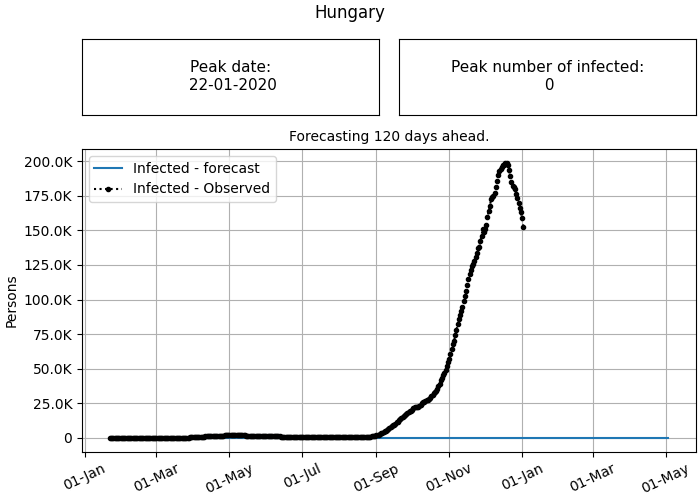 Hungary
Peak date:
22-01-2020
Peak number of infected:
0
Forecasting 120 days ahead.
Infected - forecast
Infected - Observed
200.0K
175.0K
150.0K
125.0K
100.0K
75.0K
50.0K
25.0K
0
Persons
01-Jan
01-Mar
01-May
01-Jul
01-Sep
01-Nov
01-Jan
01-Mar
01-May